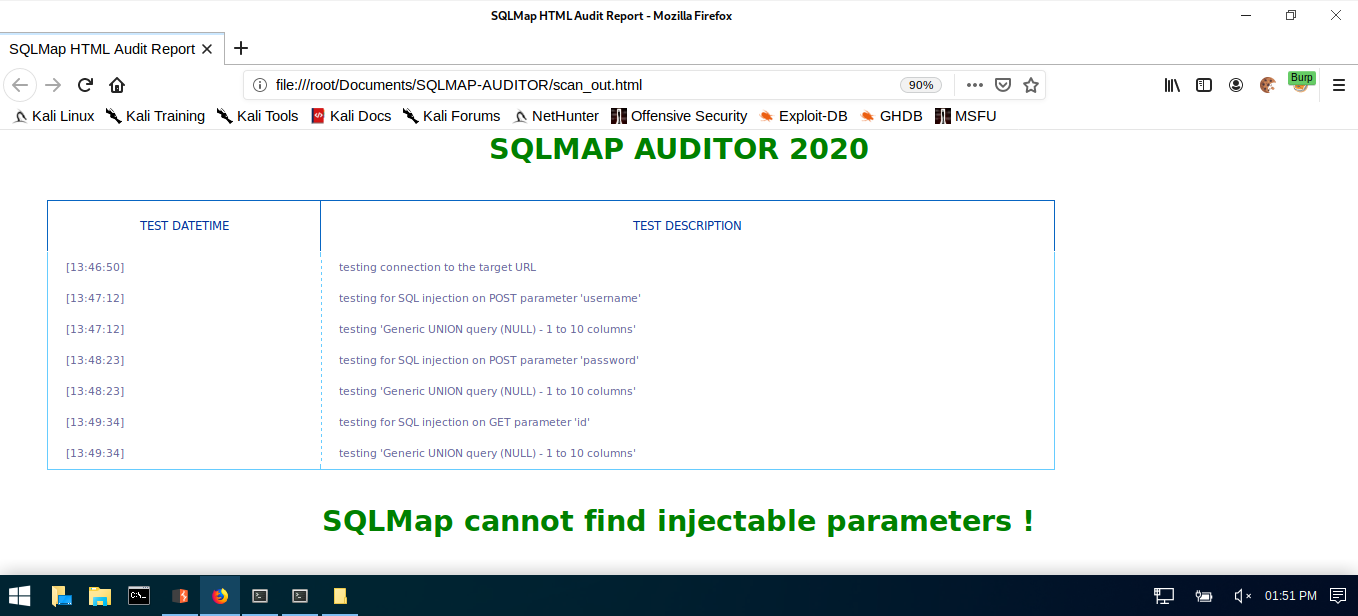 SQLMap HTML Audit Report - Mozilla Firefox
SQLMap HTML Audit Report
file:///root/Documents/SQLMAP-AUDITOR/scan_out.html
90%
Burp
Kali Linux Kali Training Kali Tools Kali Docs Kali Forums NetHunter Offensive Security Exploit-DB GHDB MSFU
SQLMAP AUDITOR 2020
TEST DATETIME TEST DESCRIPTION
[13:46:50] testing connection to the target URL
[13:47:12] testing for SQL injection on POST parameter 'username'
[13:47:12] testing 'Generic UNION query (NULL) - 1 to 10 columns'
[13:48:23] testing for SQL injection on POST parameter 'password'
[13:48:23] testing 'Generic UNION query (NULL) - 1 to 10 columns'
[13:49:34] testing for SQL injection on GET parameter 'id'
[13:49:34] testing 'Generic UNION query (NULL) - 1 to 10 columns'
SQLMap cannot find injectable parameters !
01:51 PM